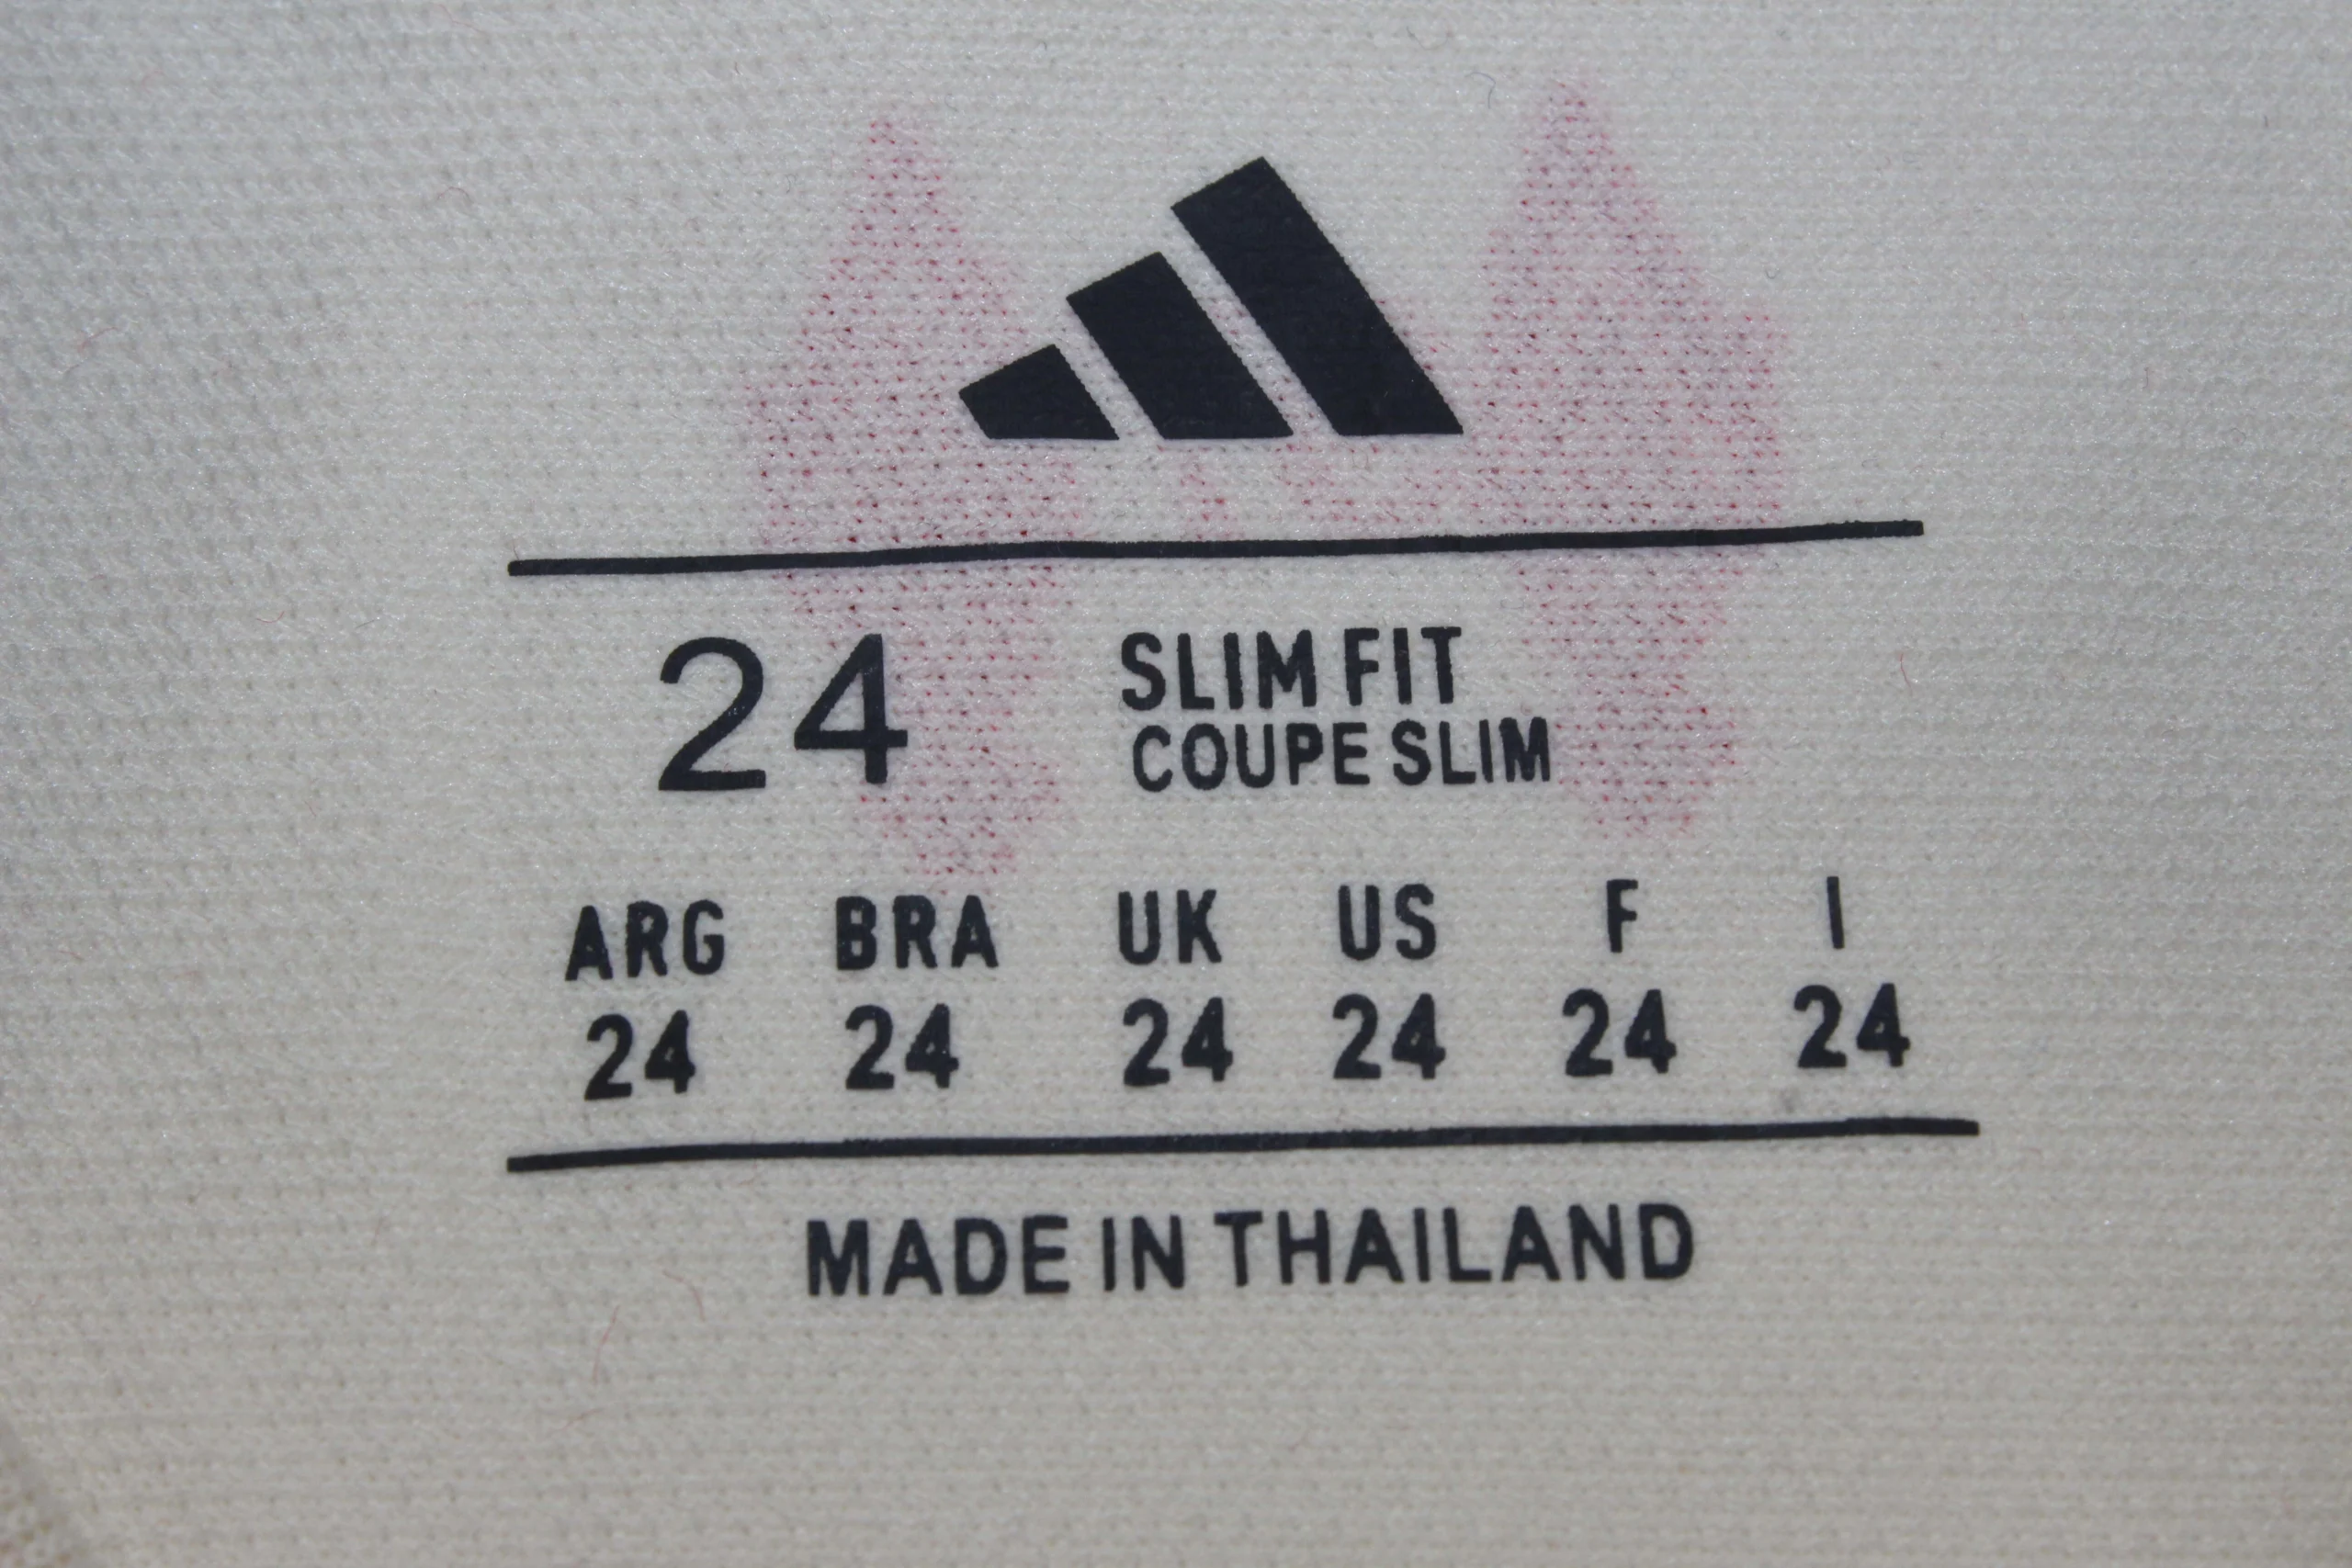 24
SLIM FIT
COUPE SLIM
ARG BRA UK US F I
24 24 24 24 24 24
MADE IN THAILAND